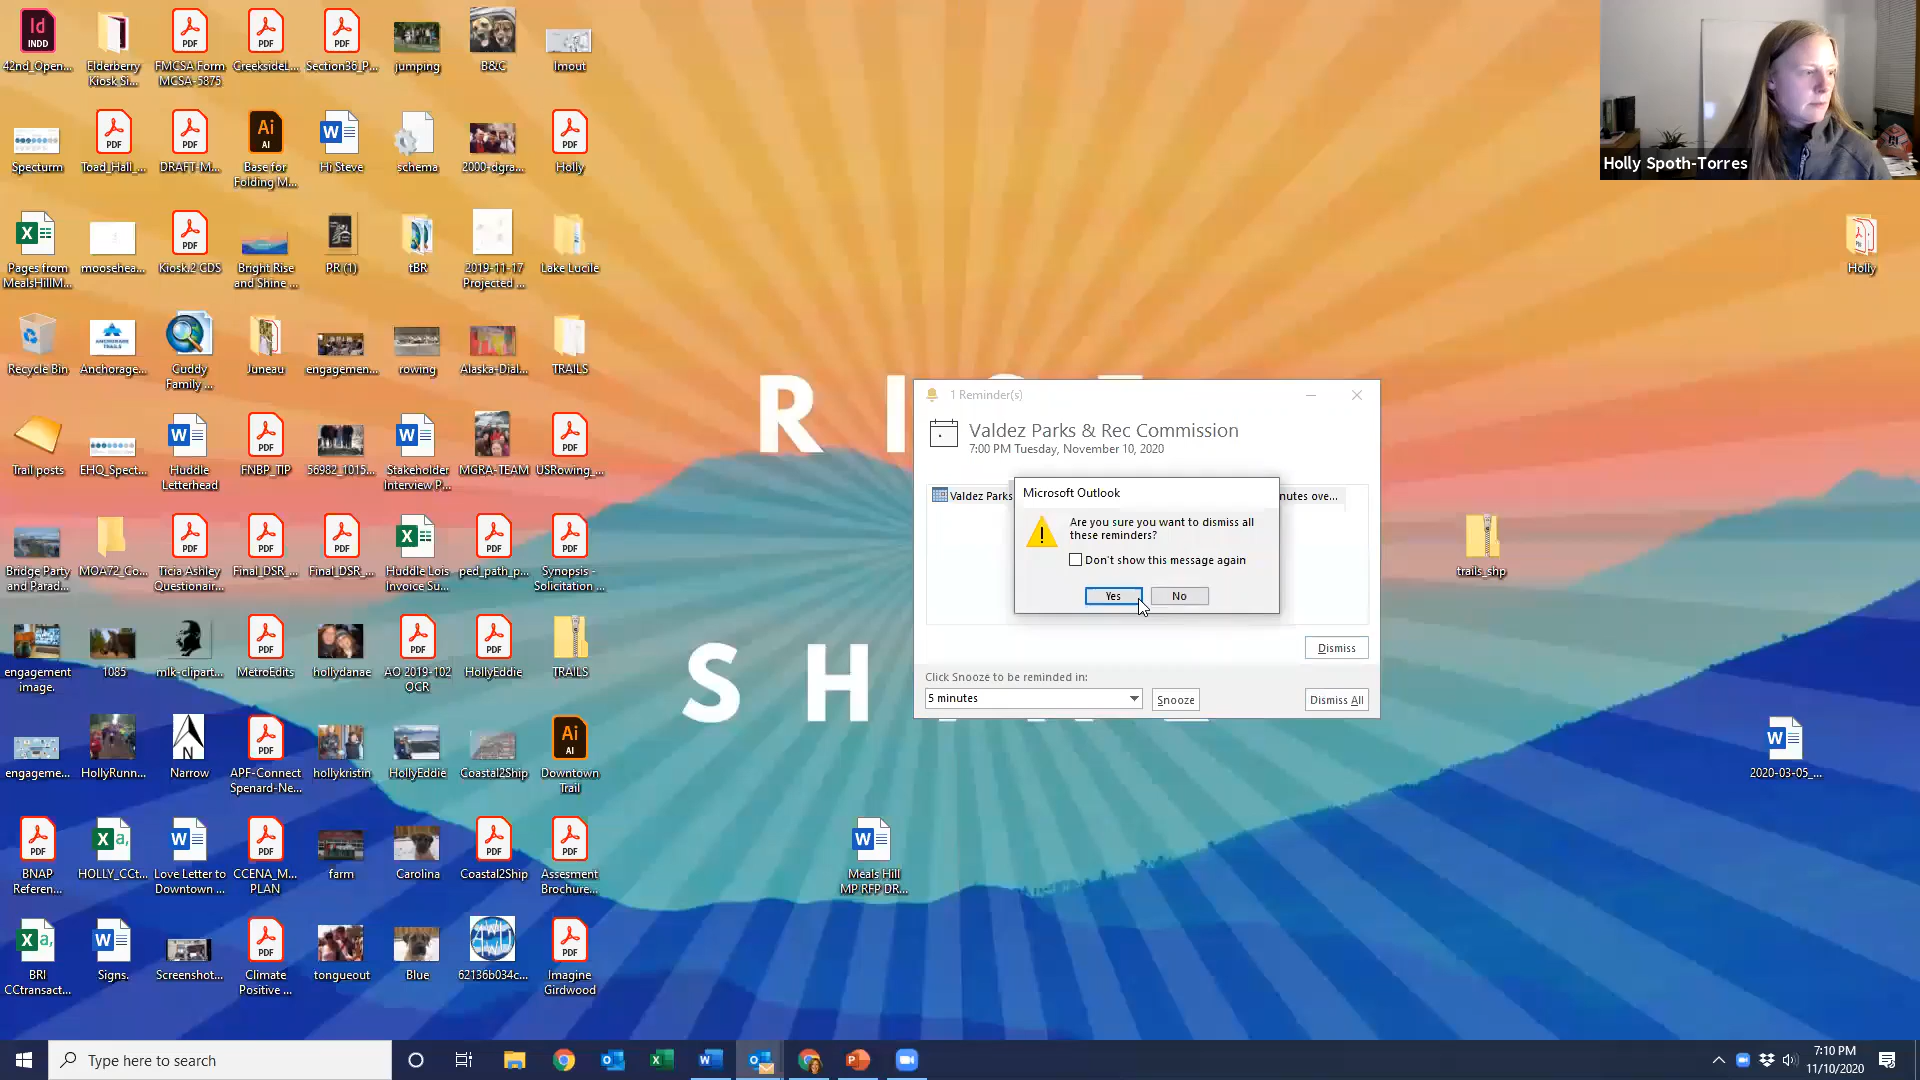 42nd_Open...
Elderberry
Kiosk Si...
FMCSA Form
MCSA-5875
CreeksideL...
Section36_P...
jumping
B&C
Imout
Holly Spoth-Torres
Specturm
Toad_Hall_...
DRAFT-M...
Base for
Folding M...
Hi Steve
schema
2000-dgra...
Holly
Pages from
MealsHillM...
moosehea...
Kiosk.2 CDS
Bright Rise
and Shine ...
PR (1)
tBR
2019-11-17
Projected ...
Lake Lucile
Holly
Recycle Bin
Anchorage...
Cuddy
Family ...
Juneau
engagemen...
rowing
Alaska-Dial...
TRAILS
1 Reminder(s)
Valdez Parks & Rec Commission
7:00 PM Tuesday, November 10, 2020
Trail posts
EHQ_Spect...
Huddle
Letterhead
FNBP_TIP
56982_1015...
Stakeholder
Interview P...
MGRA-TEAM
USRowing_...
Valdez Parks
nutes ove...
Microsoft Outlook
Are you sure you want to dismiss all
these reminders?
Don't show this message again
Yes
No
Dismiss
Click Snooze to be reminded in:
5 minutes
Snooze
Dismiss All
Bridge Party
and Parad...
MOA72_Co...
Ticia Ashley
Questionair...
Final_DSR_...
Final_DSR_...
Huddle Lois
Invoice Su...
ped_path_p...
Synopsis -
Solicitation ...
trails_shp
engagement
image.
1085
mlk-clipart...
MetroEdits
hollydanae
AO 2019-102
OCR
HollyEddie
TRAILS
S H
engageme...
HollyRunn...
Narrow
APF-Connect
Spenard-Ne...
hollykristin
HollyEddie
Coastal2Ship
Downtown
Trail
2020-03-05_...
BNAP
Referen...
HOLLY_CCt...
Love Letter to
Downtown ...
CCENA_M...
PLAN
farm
Carolina
Coastal2Ship
Assesment
Brochure...
Meals Hill
MP RFP DR...
BRI
CCtransact...
Signs.
Screenshot...
Climate
Positive ...
tongueout
Blue
62136b034c...
Imagine
Girdwood
Type here to search
7:10 PM
11/10/2020